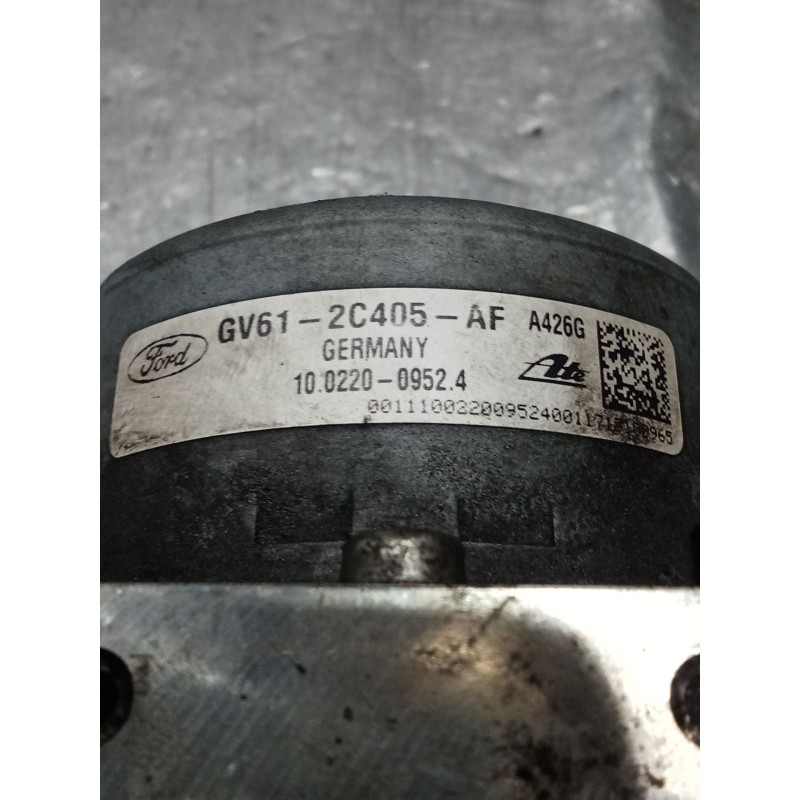 Ford
GV61-2C405-AF A426G
GERMANY
10.0220-0952.4 Ate